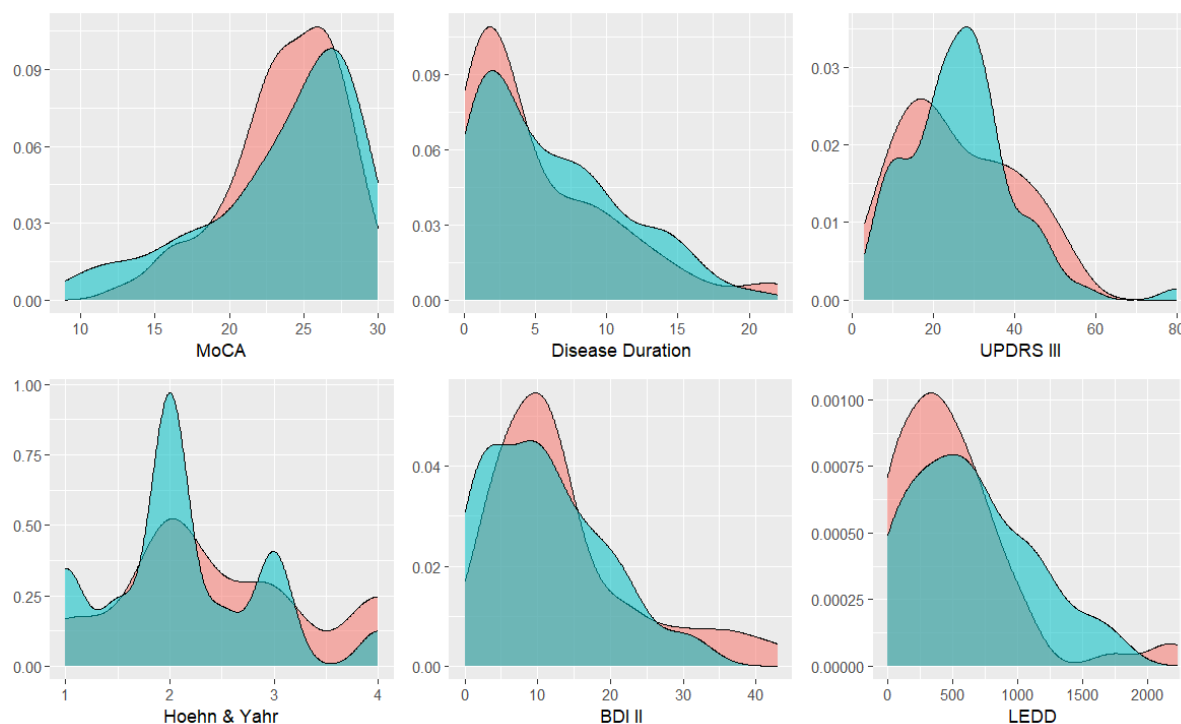 0.09
0.06
0.03
0.00
10 15 20 25 30
MoCA
0.09
0.06
0.03
0.00
0 5 10 15 20
Disease Duration
0.03
0.02
0.01
0.00
0 20 40 60 80
UPDRS III
1.00
0.75
0.50
0.25
0.00
1 2 3 4
Hoehn & Yahr
0.04
0.02
0.00
0 10 20 30 40
BDI II
0.00100
0.00075
0.00050
0.00025
0.00000
0 500 1000 1500 2000
LEDD